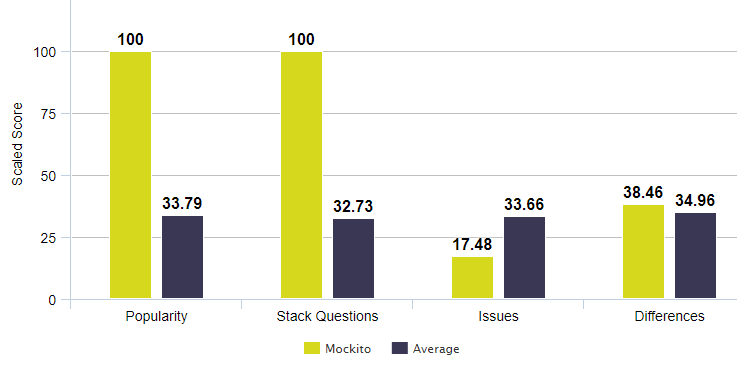 100
100
100
75
50
38.46
33.79
32.73
33.66
34.96
25
17.48
0
Scaled Score
Popularity
Stack Questions
Issues
Differences
Mockito
Average